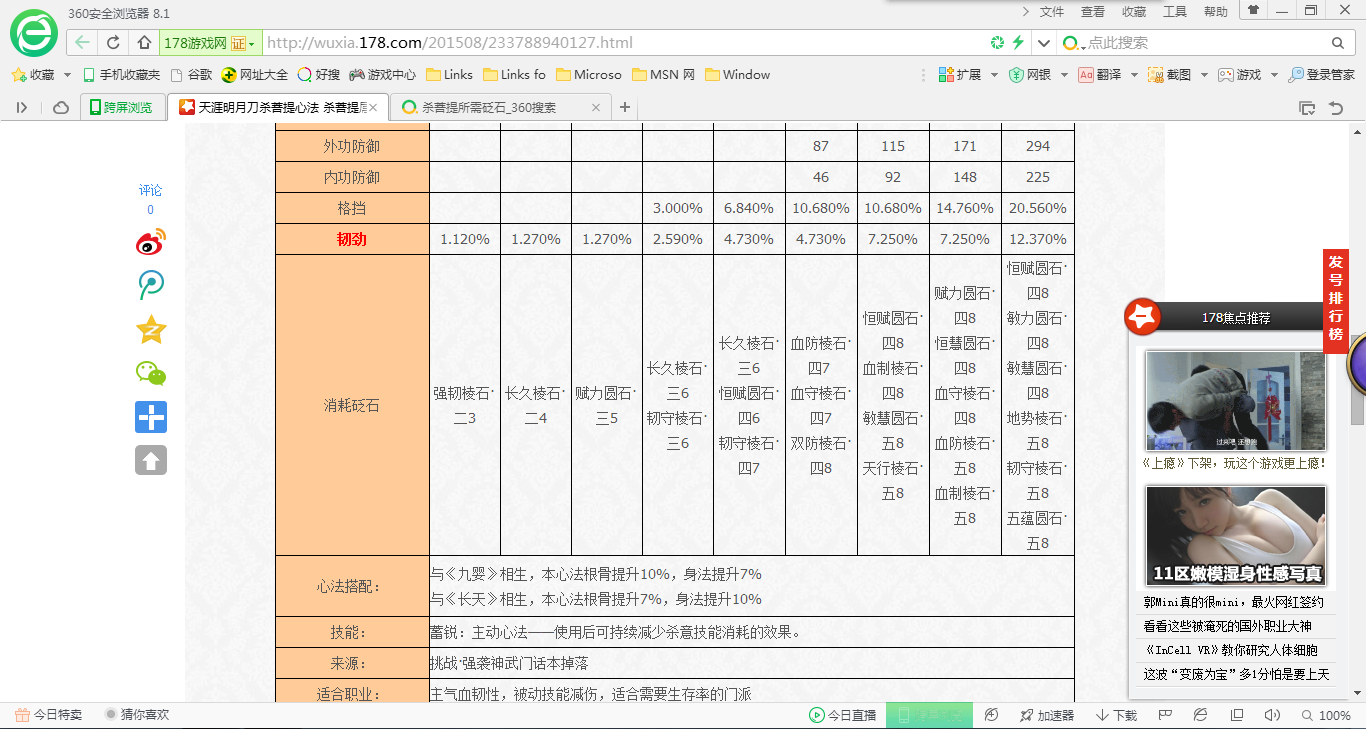 360安全浏览器 8.1
文件 查看 收藏 工具 帮助
178游戏网 证 http://wuxia.178.com/201508/233788940127.html 点此搜索
收藏 手机收藏夹 谷歌 网址大全 好搜 游戏中心 Links Links fo Microso MSN 网 Window 扩展 网银 Aa 翻译 截图 游戏 登录管家
跨屏浏览 天涯明月刀杀菩提心法 杀菩提属 杀菩提所需砭石_360搜索
外功防御 87 115 171 294
内功防御 46 92 148 225
格挡 3.000% 6.840% 10.680% 10.680% 14.760% 20.560%
韧劲 1.120% 1.270% 1.270% 2.590% 4.730% 4.730% 7.250% 7.250% 12.370%
消耗砭石
强韧棱石·
二3
长久棱石·
二4
赋力圆石·
三5
长久棱石·
三6
韧守棱石·
三6
长久棱石·
三6
恒赋圆石·
四6
韧守棱石·
四7
血防棱石·
四7
血守棱石·
四7
双防棱石·
四8
恒赋圆石·
四8
血制棱石·
四8
敏慧圆石·
五8
天行棱石·
五8
赋力圆石·
四8
恒慧圆石·
四8
血守棱石·
四8
血防棱石·
五8
血制棱石·
五8
恒赋圆石·
四8
敏力圆石·
四8
敏慧圆石·
四8
地势棱石·
五8
韧守棱石·
五8
五蕴圆石·
五8
心法搭配：
与《九婴》相生，本心法根骨提升10%，身法提升7%
与《长天》相生，本心法根骨提升7%，身法提升10%
技能： 蓄锐：主动心法——使用后可持续减少杀意技能消耗的效果。
来源： 挑战·强袭神武门话本掉落
适合职业： 主气血韧性，被动技能减伤，适合需要生存率的门派
评论
0
发号排行榜
178焦点推荐
过来吧 还想跑
《上瘾》下架，玩这个游戏更上瘾！
11区嫩模湿身性感写真
郭Mini真的很mini，最火网红签约
看看这些被淹死的国外职业大神
《InCell VR》教你研究人体细胞
这波“变废为宝”多1分怕是要上天
今日特卖 猜你喜欢 今日直播 加速器 下载 100%